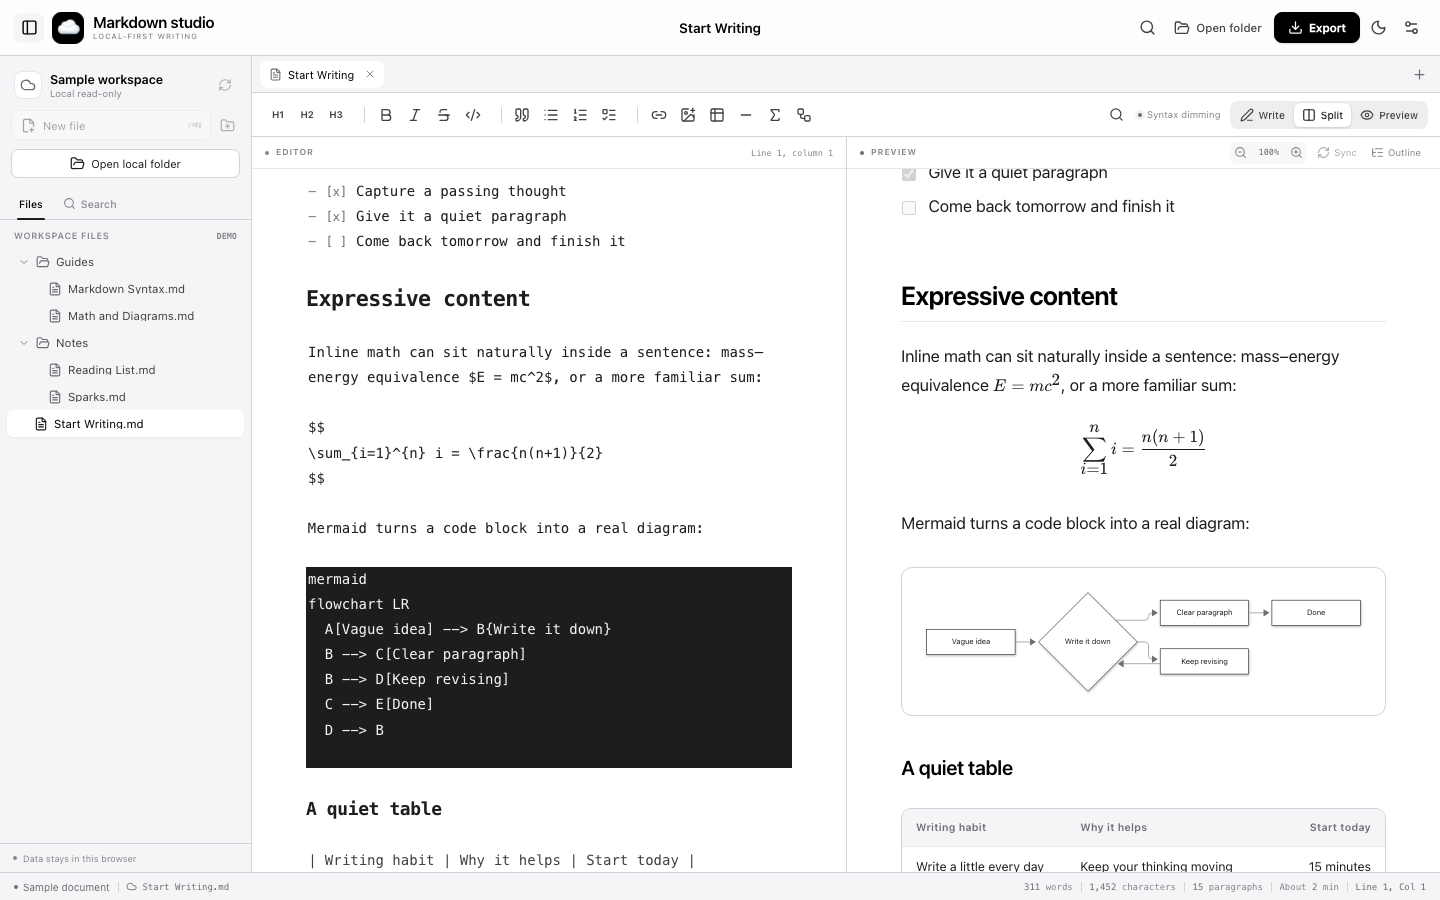 Markdown studio
LOCAL-FIRST WRITING
Start Writing
Open folder
Export
Sample workspace
Local read-only
New file
⇧⌘N
Open local folder
Files
Search
WORKSPACE FILES
DEMO
Guides
Markdown Syntax.md
Math and Diagrams.md
Notes
Reading List.md
Sparks.md
Start Writing.md
Data stays in this browser
Start Writing
H1 H2 H3
Syntax dimming
Write
Split
Preview
EDITOR
Line 1, column 1
– [x] Capture a passing thought
– [x] Give it a quiet paragraph
– [ ] Come back tomorrow and finish it
Expressive content
Inline math can sit naturally inside a sentence: mass–
energy equivalence $E = mc^2$, or a more familiar sum:
$$
\sum_{i=1}^{n} i = \frac{n(n+1)}{2}
$$
Mermaid turns a code block into a real diagram:
mermaid
flowchart LR
  A[Vague idea] --> B{Write it down}
  B --> C[Clear paragraph]
  B --> D[Keep revising]
  C --> E[Done]
  D --> B
A quiet table
| Writing habit | Why it helps | Start today |
PREVIEW
100%
Sync
Outline
Give it a quiet paragraph
Come back tomorrow and finish it
Expressive content
Inline math can sit naturally inside a sentence: mass–energy
equivalence E = mc², or a more familiar sum:
n
∑ i = n(n + 1)
i=1 2
Mermaid turns a code block into a real diagram:
Vague idea
Write it down
Clear paragraph
Done
Keep revising
A quiet table
Writing habit Why it helps Start today
Write a little every day Keep your thinking moving 15 minutes
Sample document
Start Writing.md
311 words
1,452 characters
15 paragraphs
About 2 min
Line 1, Col 1